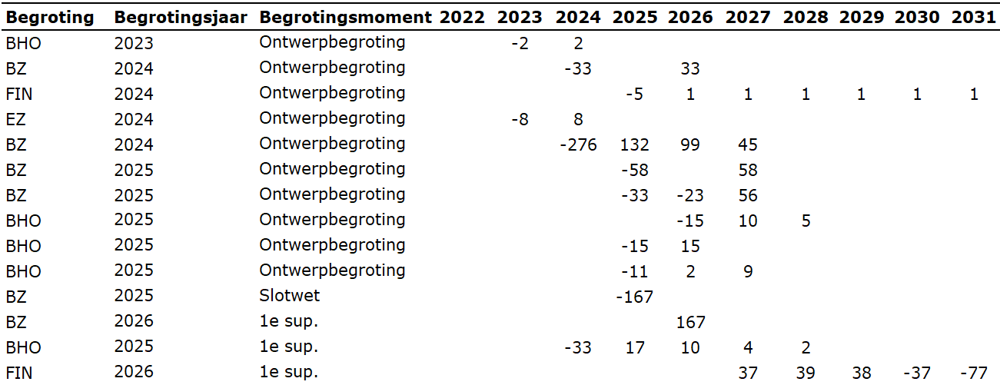 Begroting Begrotingsjaar Begrotingsmoment 2022 2023 2024 2025 2026 2027 2028 2029 2030 2031
BHO 2023 Ontwerpbegroting -2 2
BZ 2024 Ontwerpbegroting -33 33
FIN 2024 Ontwerpbegroting -5 1 1 1 1 1 1
EZ 2024 Ontwerpbegroting -8 8
BZ 2024 Ontwerpbegroting -276 132 99 45
BZ 2025 Ontwerpbegroting -58 58
BZ 2025 Ontwerpbegroting -33 -23 56
BHO 2025 Ontwerpbegroting -15 10 5
BHO 2025 Ontwerpbegroting -15 15
BHO 2025 Ontwerpbegroting -11 2 9
BZ 2025 Slotwet -167
BZ 2026 1e sup. 167
BHO 2025 1e sup. -33 17 10 4 2
FIN 2026 1e sup. 37 39 38 -37 -77